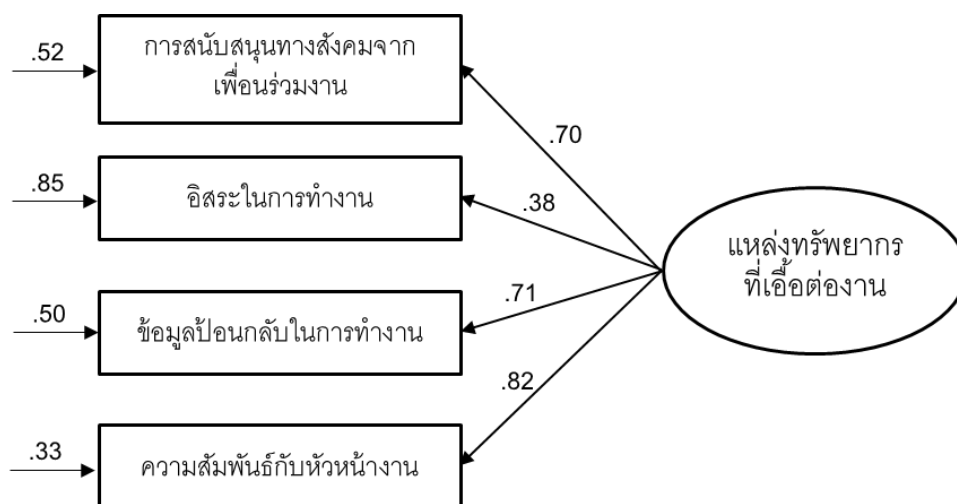 .52
การสนับสนุนทางสังคมจาก
เพื่อนร่วมงาน
.70
.85
อิสระในการทำงาน
.38
แหล่งทรัพยากร
ที่เอื้อต่องาน
.50
ข้อมูลป้อนกลับในการทำงาน
.71
.82
.33
ความสัมพันธ์กับหัวหน้างาน